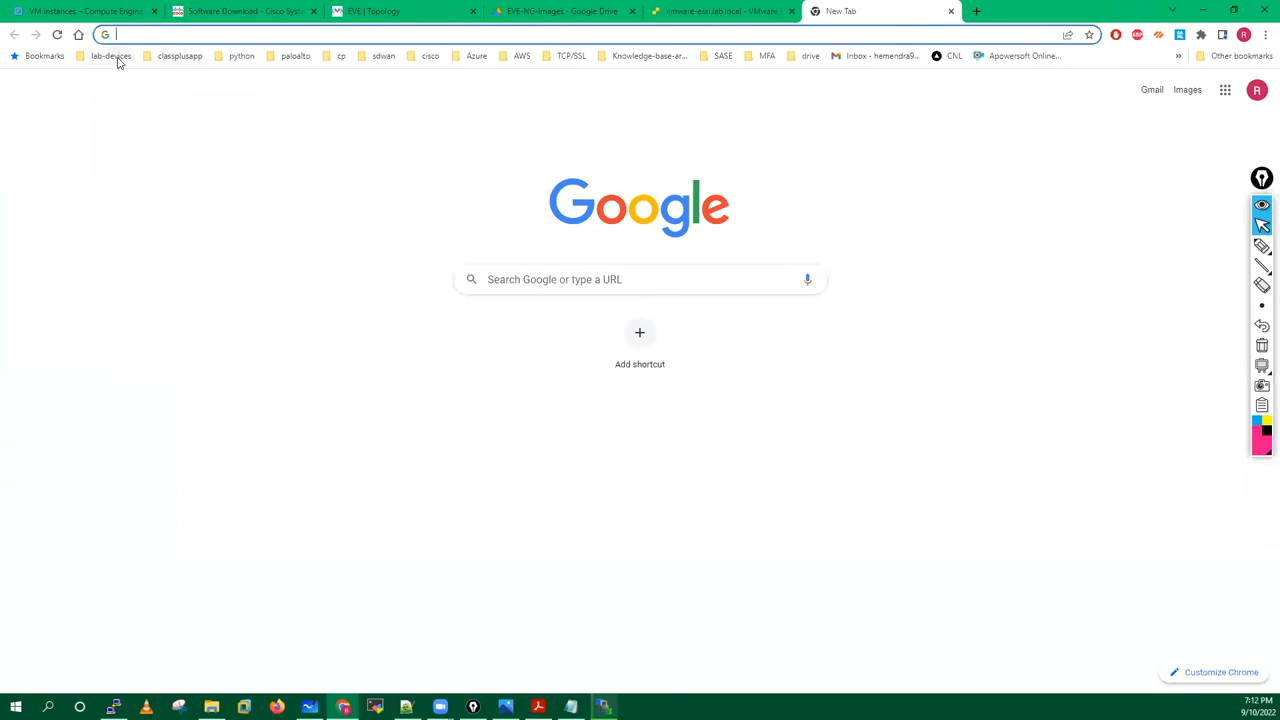 VM instances – Compute Engin
Software Download - Cisco Syst
EVE | Topology
EVE-NG-Images - Google Drive
vmware-esxi.lab.local - VMware
New Tab
Bookmarks
lab-devices
classplusapp
python
paloalto
cp
sdwan
cisco
Azure
AWS
TCP/SSL
Knowledge-base-ar...
SASE
MFA
drive
Inbox - hemendra9...
CNL
Apowersoft Online...
»
Other bookmarks
Gmail
Images
R
Google
Search Google or type a URL
Add shortcut
Customize Chrome
7:12 PM
9/10/2022